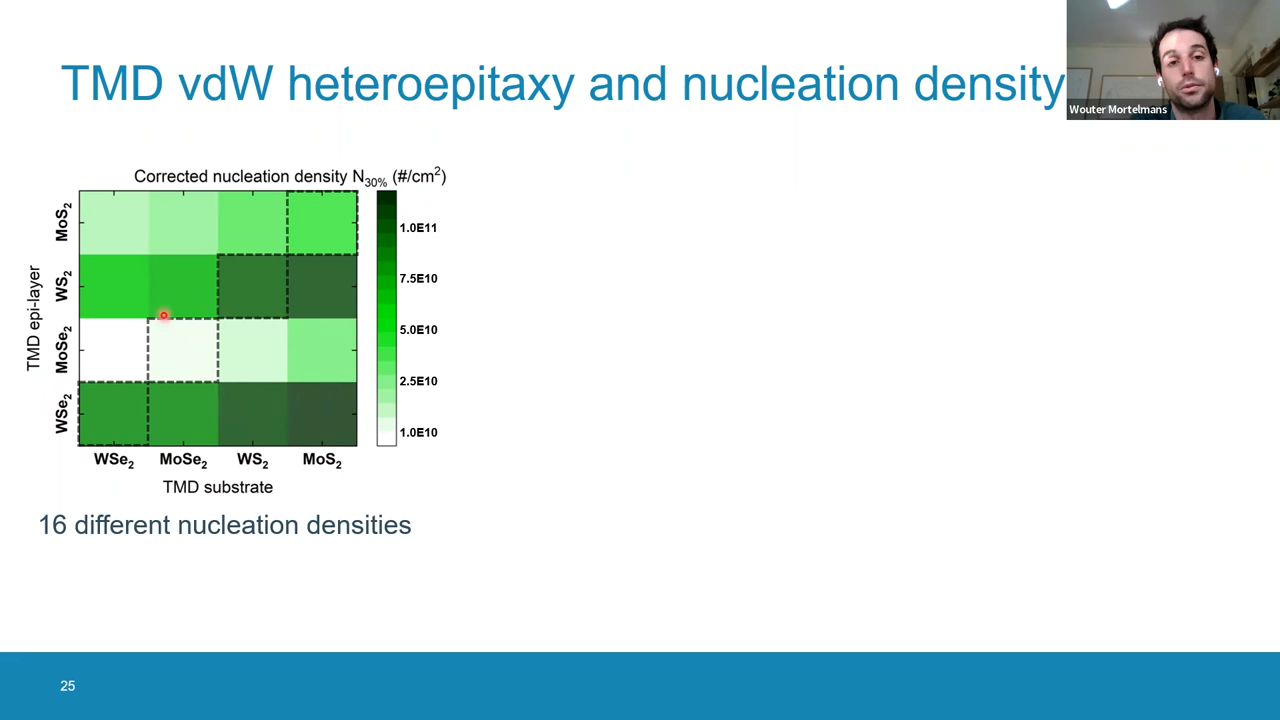 TMD vdW heteroepitaxy and nucleation density
Wouter Mortelmans
Corrected nucleation density N30% (#/cm2)
TMD epi-layer
MoS2
WS2
MoSe2
WSe2
1.0E11
7.5E10
5.0E10
2.5E10
1.0E10
WSe2 MoSe2 WS2 MoS2
TMD substrate
16 different nucleation densities
25